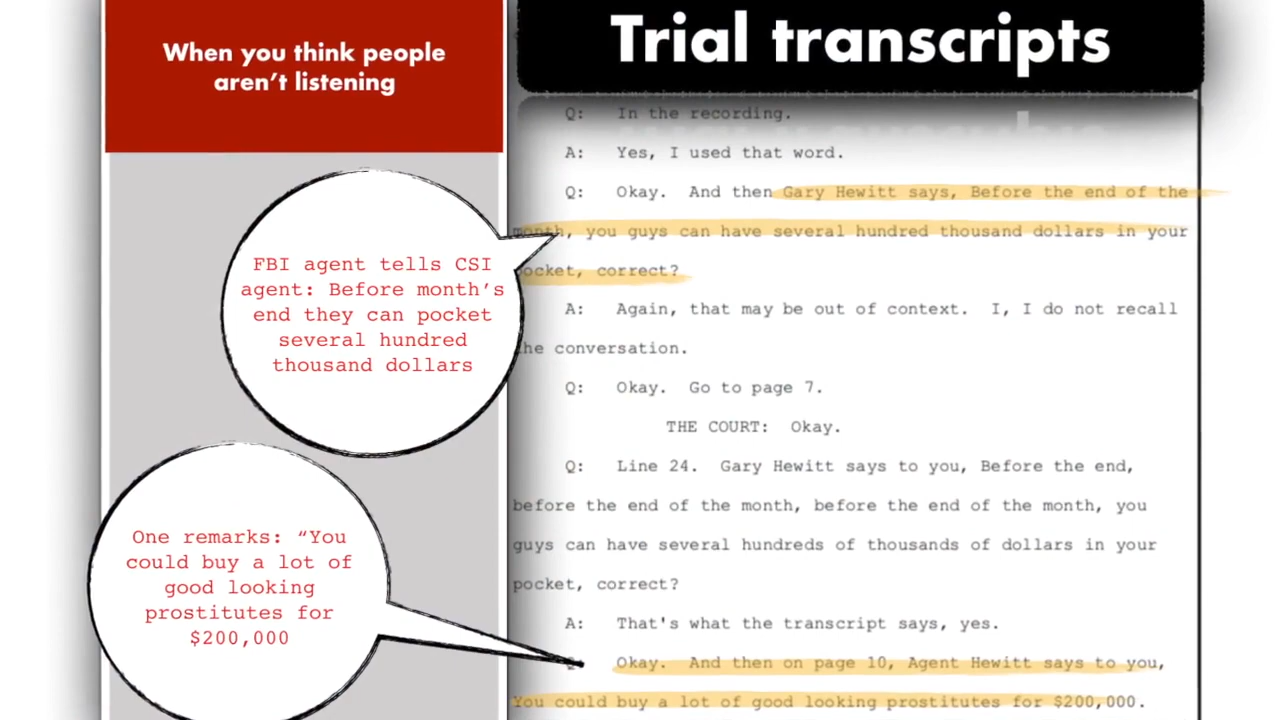 When you think people
aren't listening
Trial transcripts
FBI agent tells CSI
agent: Before month's
end they can pocket
several hundred
thousand dollars
One remarks: “You
could buy a lot of
good looking
prostitutes for
$200,000
Q: In the recording.
A: Yes, I used that word.
Q: Okay. And then Gary Hewitt says, Before the end of the
month, you guys can have several hundred thousand dollars in your
pocket, correct?
A: Again, that may be out of context. I, I do not recall
the conversation.
Q: Okay. Go to page 7.
THE COURT: Okay.
Q: Line 24. Gary Hewitt says to you, Before the end,
before the end of the month, before the end of the month, you
guys can have several hundreds of thousands of dollars in your
pocket, correct?
A: That's what the transcript says, yes.
Q: Okay. And then on page 10, Agent Hewitt says to you,
You could buy a lot of good looking prostitutes for $200,000.